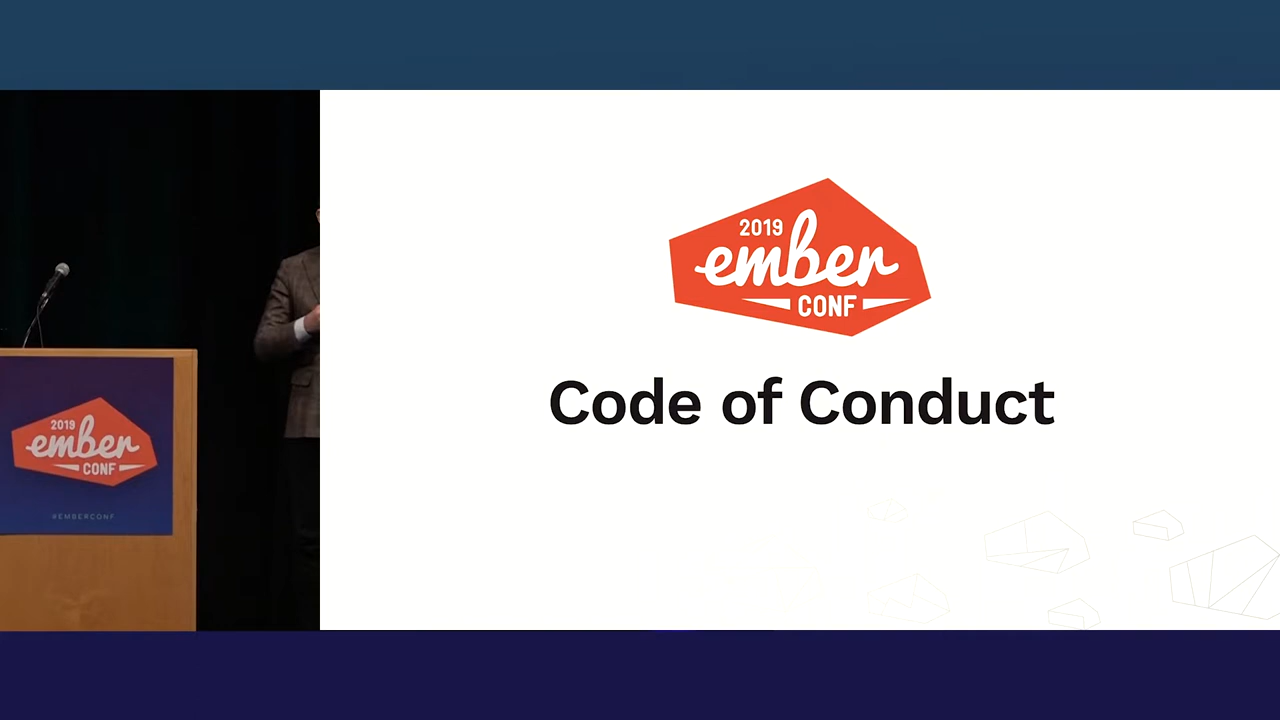 2019
ember
CONF
Code of Conduct
2019
ember
CONF
#EMBERCONF